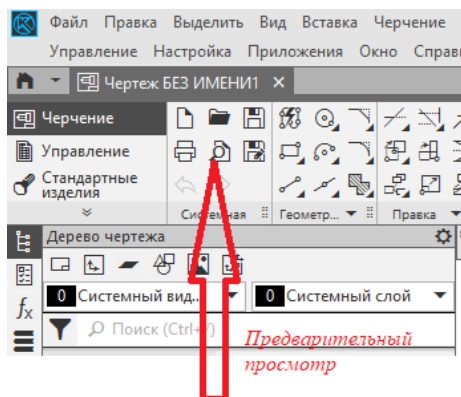 Файл Правка Выделить Вид Вставка Черчение
Управление Настройка Приложения Окно Справ
Чертеж БЕЗ ИМЕНИ1
Черчение
Управление
Стандартные
изделия
Системная Геометр... Правка
Дерево чертежа
0 Системный вид... 0 Системный слой
fx Поиск (Ctrl+/)
Предварительный
просмотр